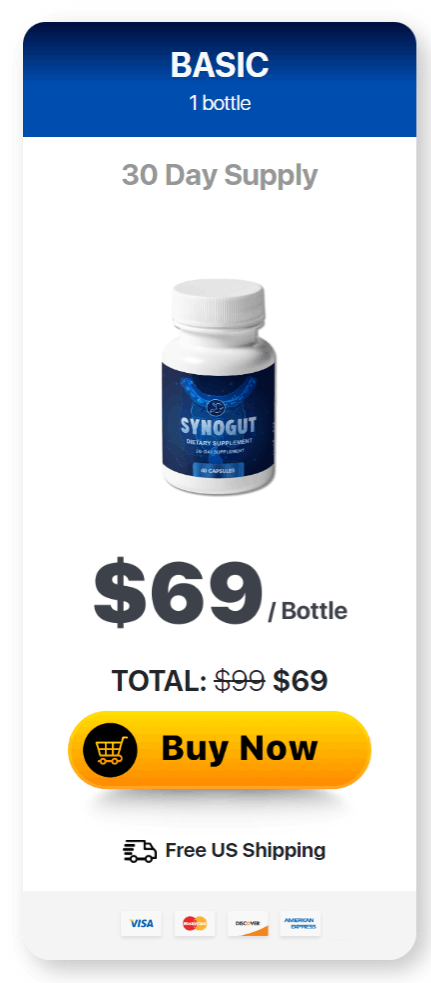 BASIC
1 bottle
30 Day Supply
SYNOGUT
DIETARY SUPPLEMENT
$69 / Bottle
TOTAL: $99 $69
Buy Now
Free US Shipping
VISA
DISCOVER
AMERICAN
EXPRESS